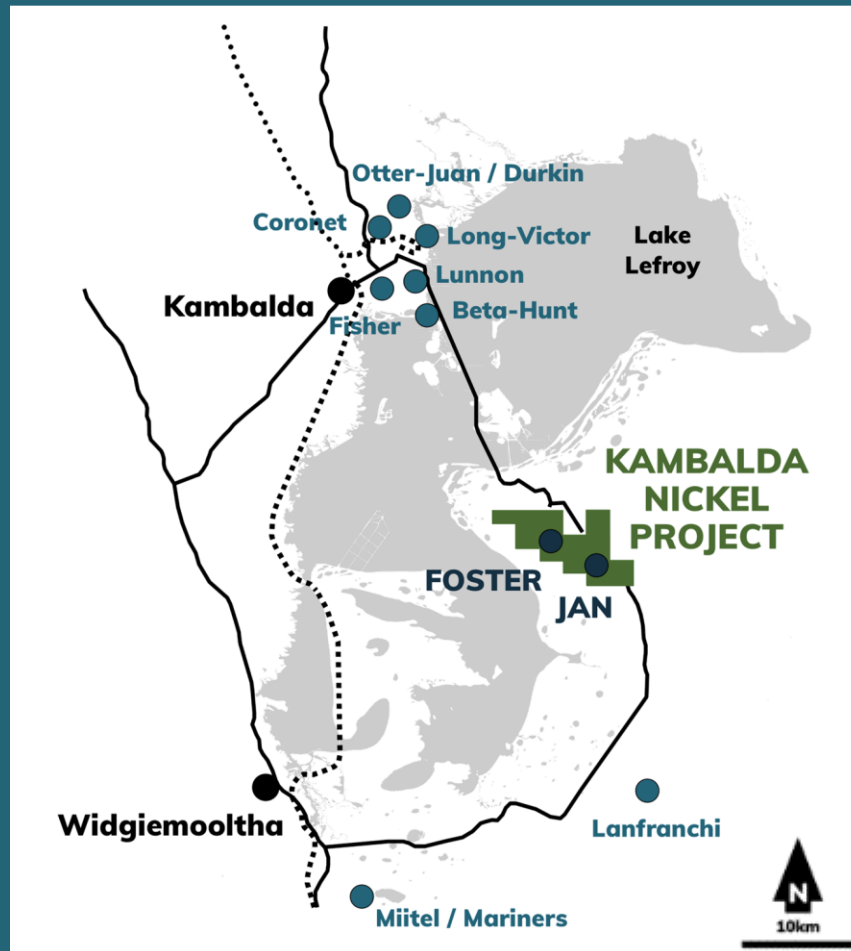 Otter-Juan / Durkin
Coronet
Long-Victor
Lake
Lefroy
Lunnon
Kambalda
Beta-Hunt
Fisher
KAMBALDA
NICKEL
PROJECT
FOSTER
JAN
Widgiemooltha
Lanfranchi
N
10km
Miitel / Mariners